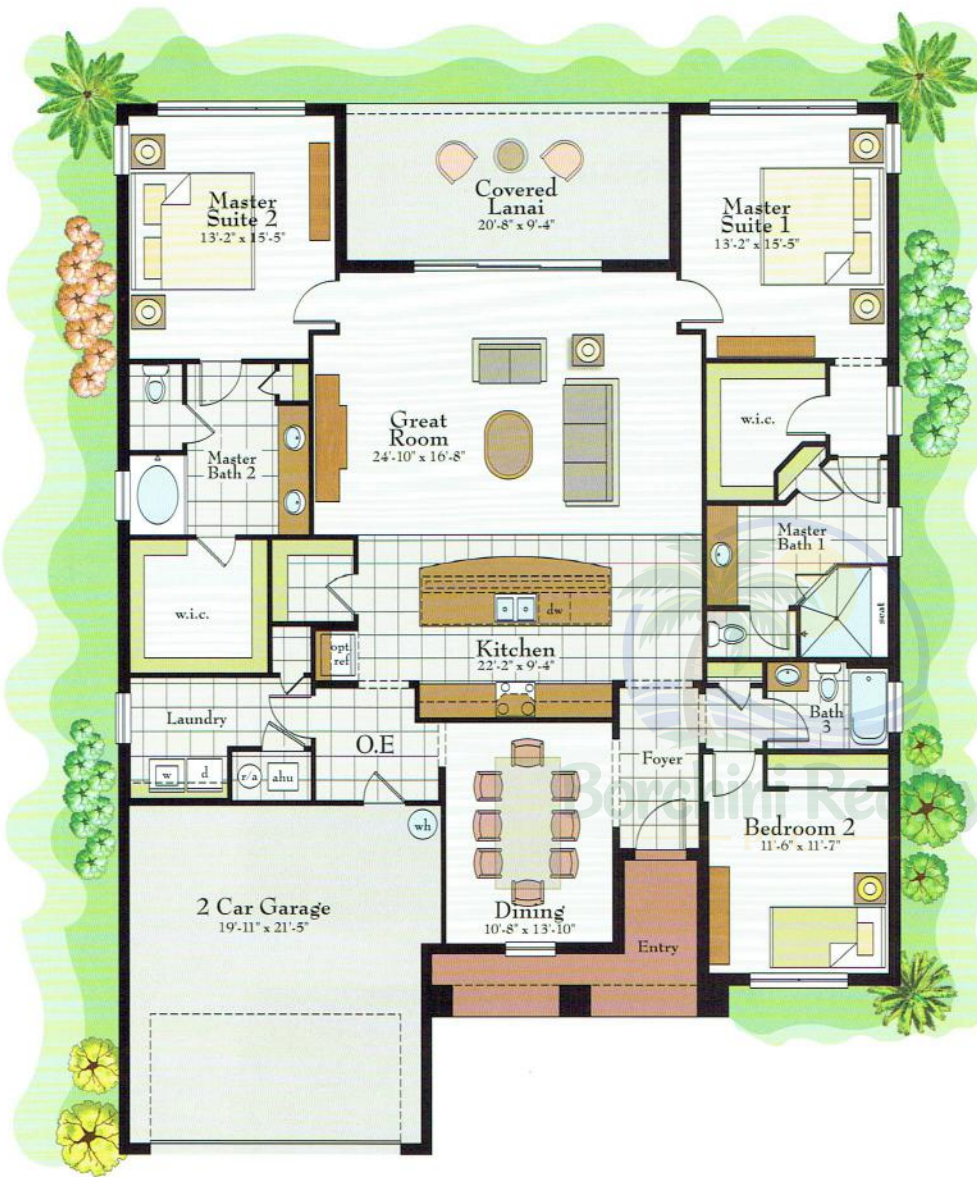 Covered
Lanai
20'-8" x 9'-4"
Master
Suite 2
13'-2" x 15'-5"
Master
Suite 1
13'-2" x 15'-5"
Great
Room
24'-10" x 16'-8"
w.i.c.
Master
Bath 2
Master
Bath 1
seat
w.i.c.
dw
opt.
ref
Kitchen
22'-2" x 9'-4"
Laundry
O.E
Foyer
Bath
3
w
d
r/a
ahu
wh
Borchini Rea
Bedroom 2
11'-6" x 11'-7"
2 Car Garage
19'-11" x 21'-5"
Dining
10'-8" x 13'-10"
Entry